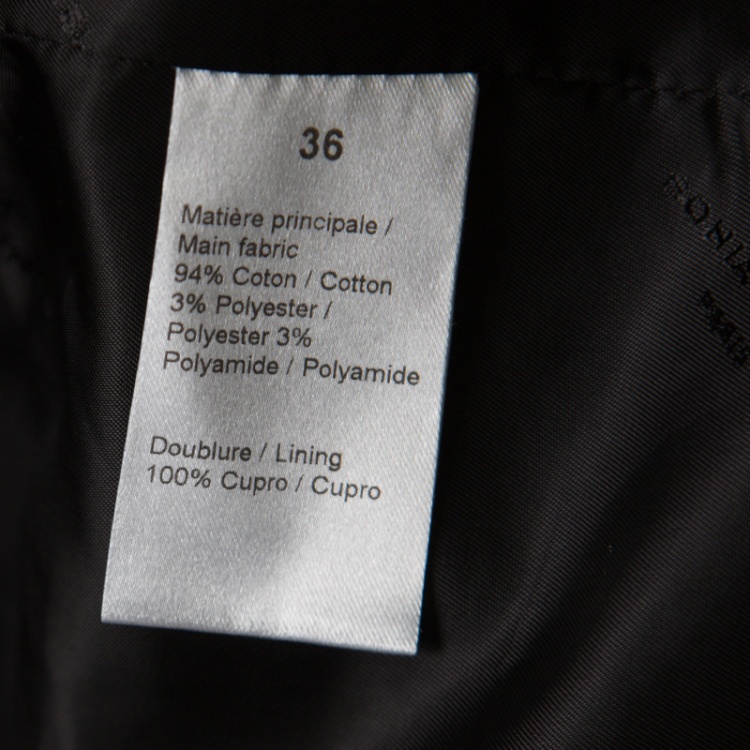 36
Matière principale /
Main fabric
94% Coton / Cotton
3% Polyester /
Polyester 3%
Polyamide / Polyamide
Doublure / Lining
100% Cupro / Cupro